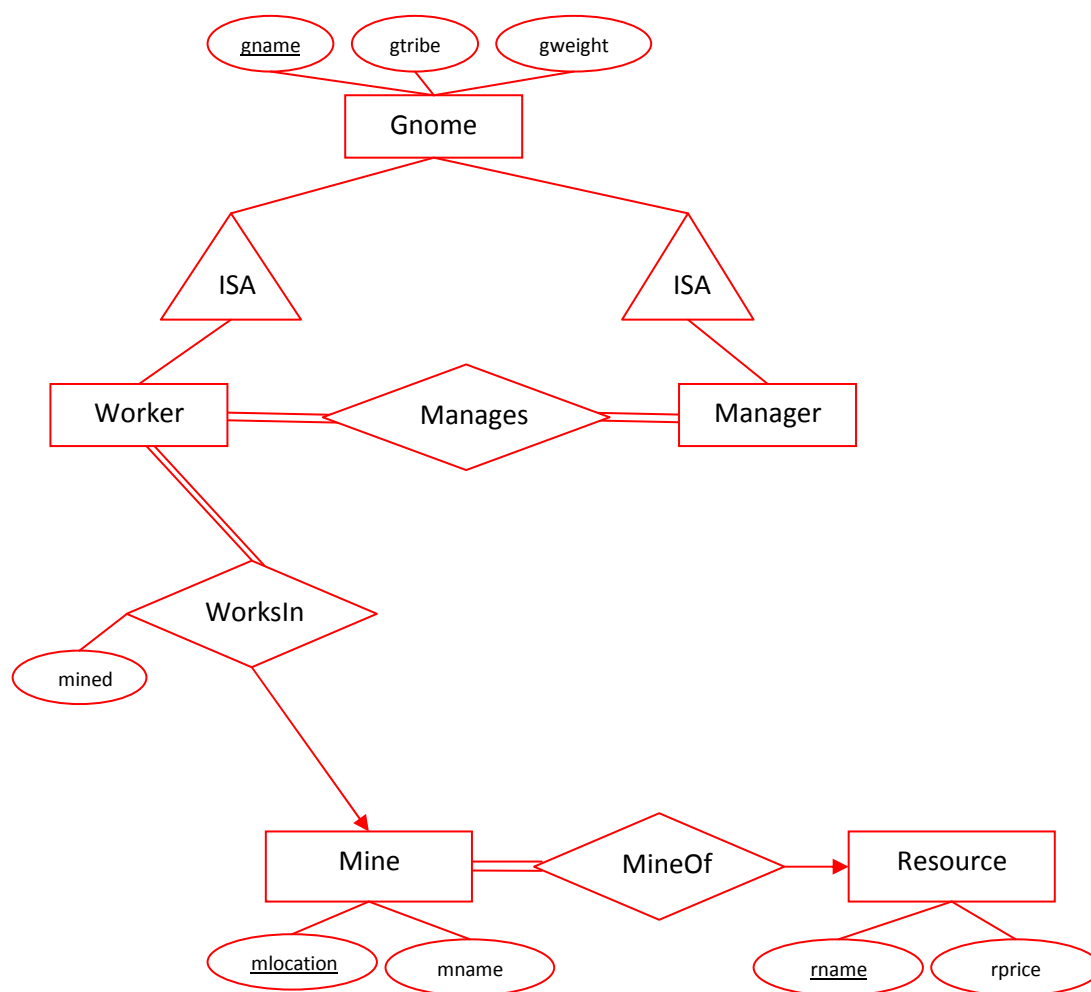 gname
gtribe
gweight
Gnome
ISA
ISA
Worker
Manages
Manager
WorksIn
mined
Mine
MineOf
Resource
mlocation
mname
rname
rprice